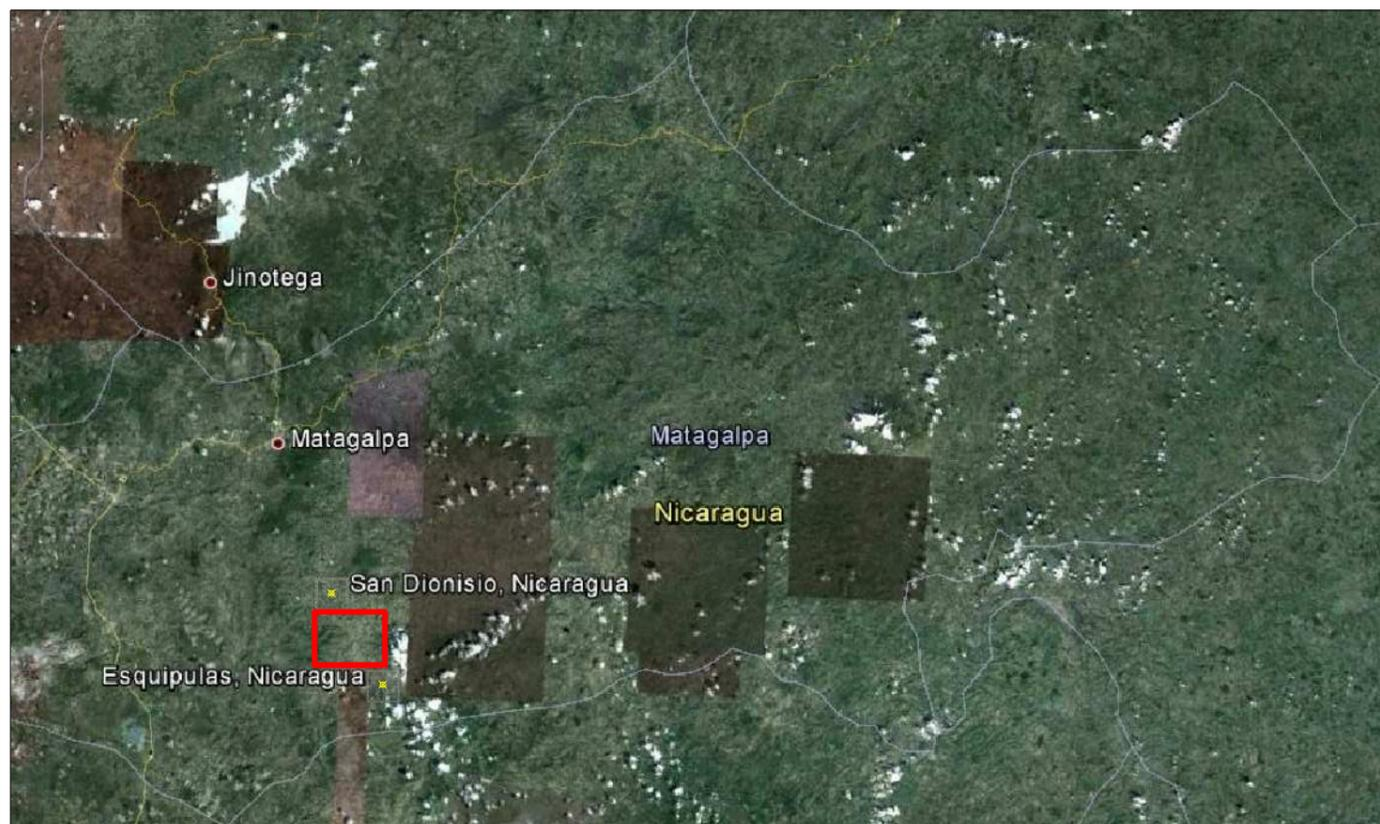 Jinotega
Matagalpa
Matagalpa
Nicaragua
San Dionisio, Nicaragua
Esquipulas, Nicaragua